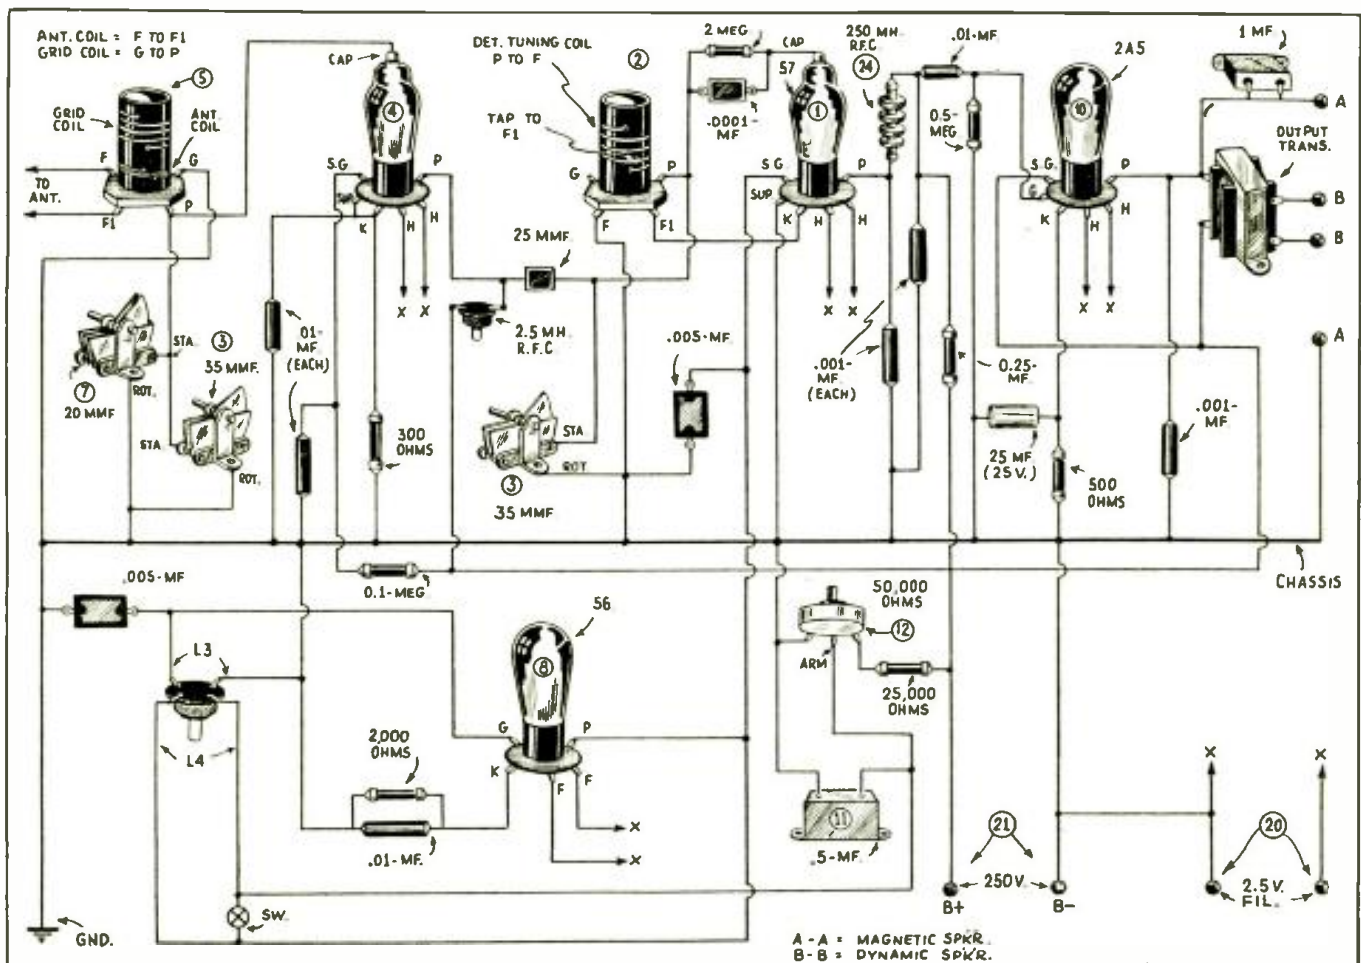 ANT. COIL = F TO F1
GRID COIL = G TO P
5
GRID COIL
ANT. COIL
F
G
TO ANT.
F1
P
CAP
4
S.G.
P
K
H
H
X
X
DET. TUNING COIL
P TO F
TAP TO F1
2
G
P
F
F1
2 MEG
CAP
.0001-MF
57
1
S G
SUP.
P
K
H
H
X
X
250 MH.
R.F.C
24
.01-MF.
0.5-MEG
2A5
10
S.G.
G.
P
K
H
H
X
X
1 MF.
A
OUTPUT TRANS.
B
B
A
7
20 MMF
STA.
ROT.
3
35 MMF.
STA.
ROT.
.01-MF.
(EACH)
300 OHMS
25 MMF.
2.5 MH.
R.F.C
STA
ROT
3
35 MMF
.005-MF.
.001-MF.
(EACH)
0.25-MF.
25 MF.
(25 V.)
500 OHMS
.001-MF.
CHASSIS
0.1-MEG
.005-MF
L3
L4
56
8
G
P
K
F
F
X
X
2,000 OHMS
.01-MF.
50,000 OHMS
12
ARM
25,000 OHMS
11
.5-MF.
21
250V.
B+
B-
X
X
20
2.5 V.
FIL.
SW.
GND.
A-A = MAGNETIC SPKR.
B-B = DYNAMIC SPKR.